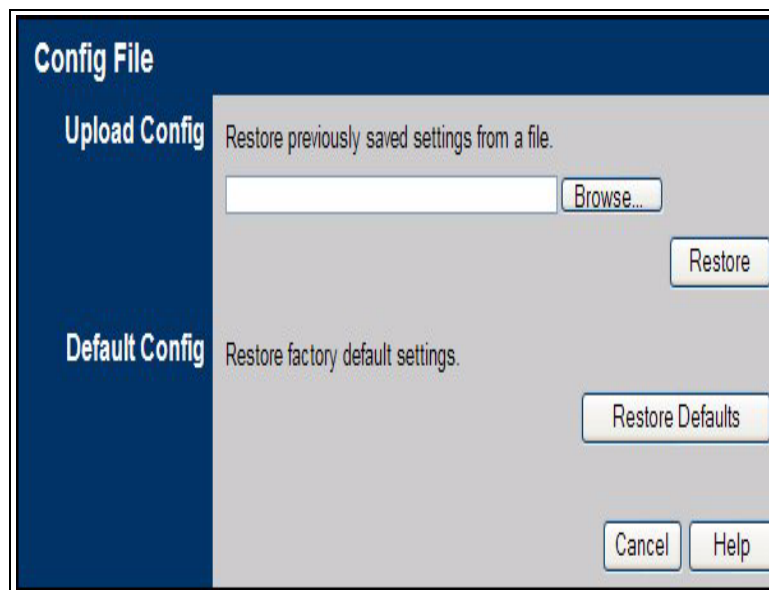 Config File
Upload Config
Restore previously saved settings from a file.
Browse...
Restore
Default Config
Restore factory default settings.
Restore Defaults
Cancel
Help